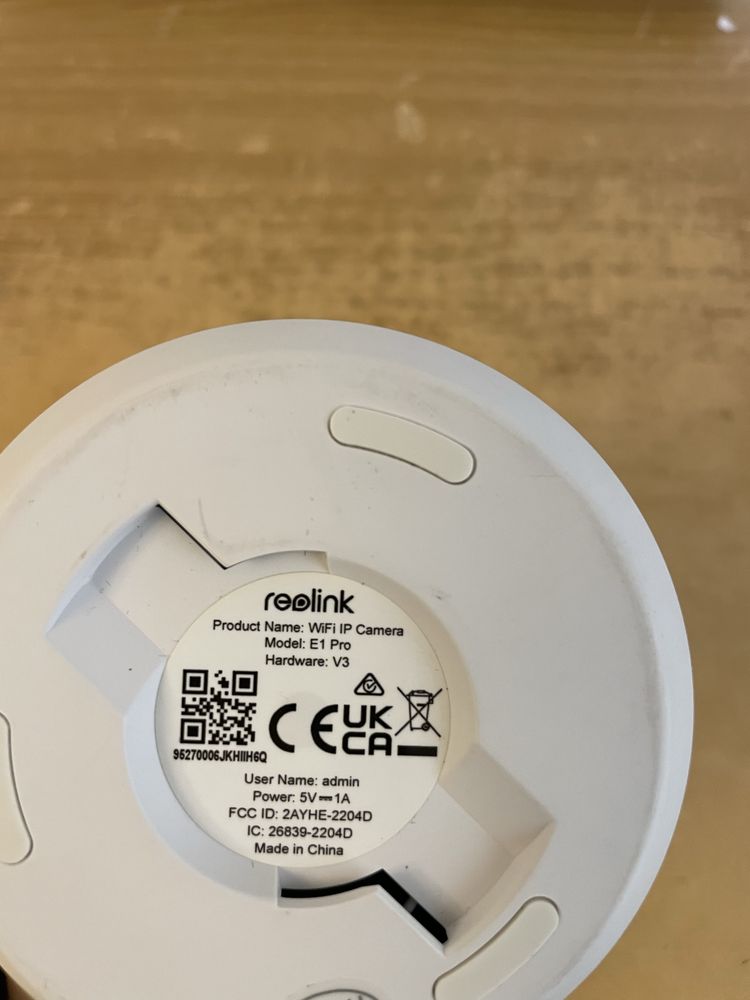 reolink
Product Name: WiFi IP Camera
Model: E1 Pro
Hardware: V3
CE UK CA
95270006JKHIIH6Q
User Name: admin
Power: 5V⎓1A
FCC ID: 2AYHE-2204D
IC: 26839-2204D
Made in China